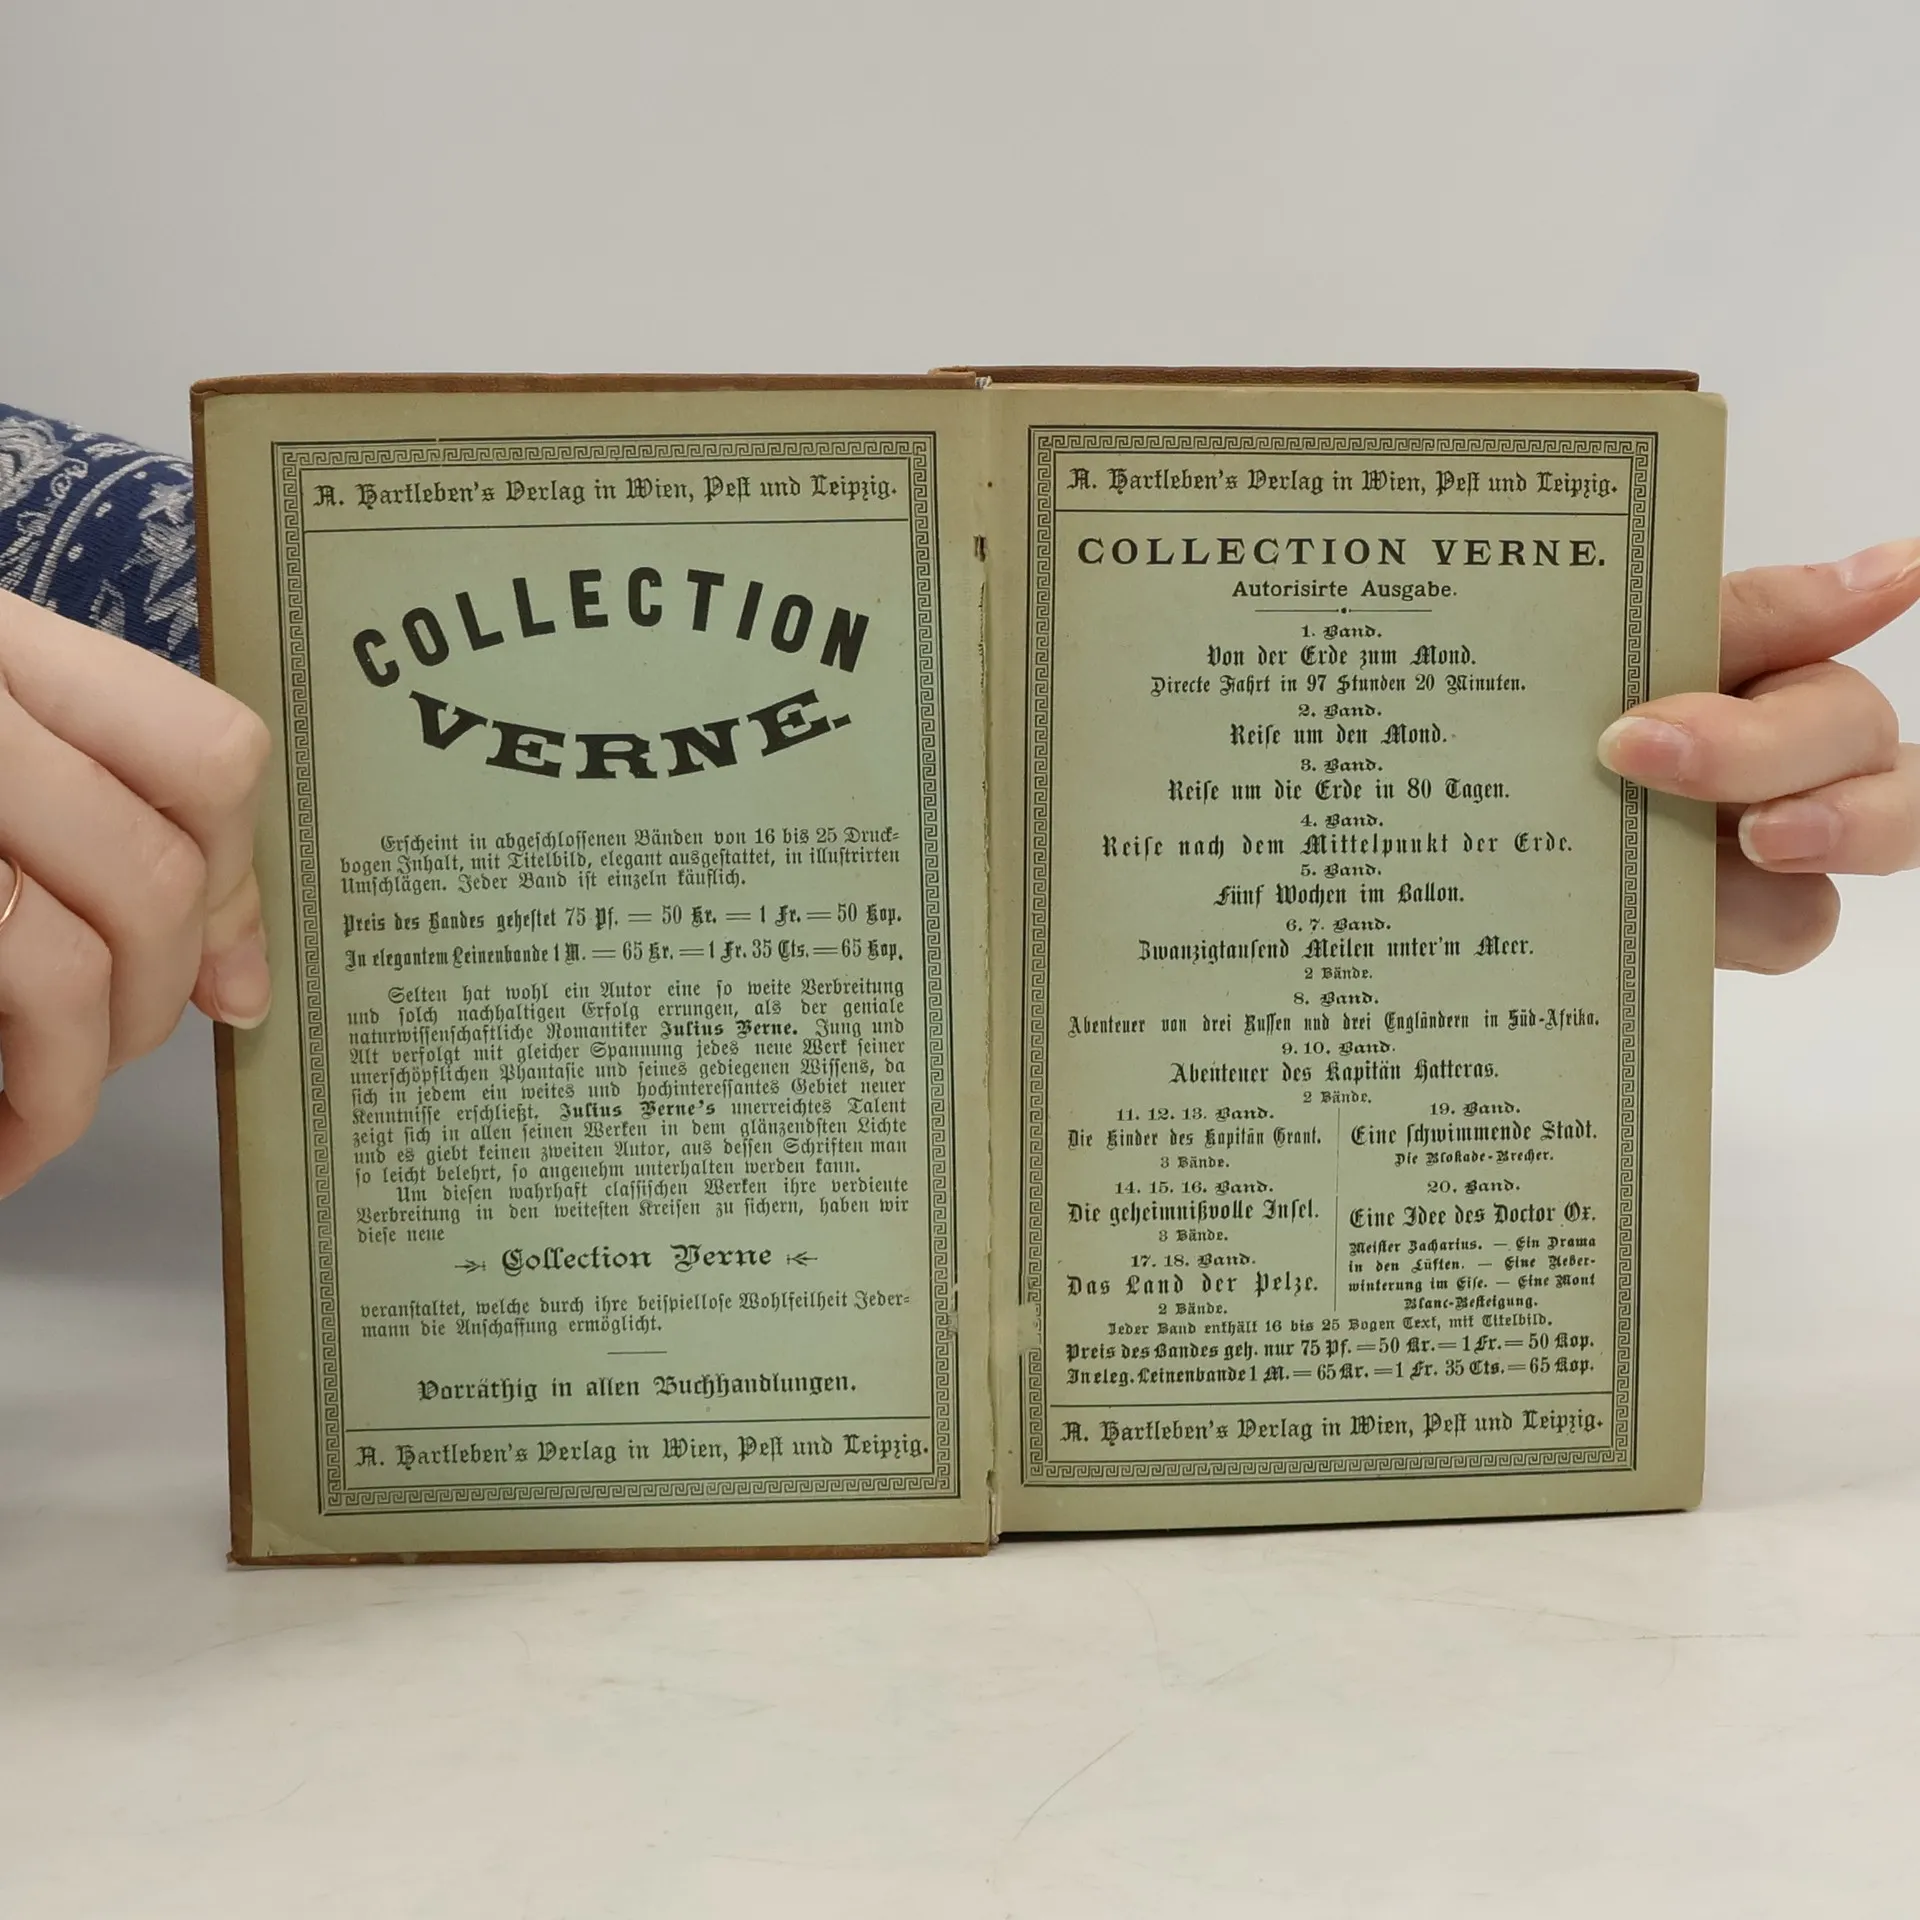 A. Hartleben's Verlag in Wien, Pest und Leipzig.
COLLECTION
VERNE.
Erscheint in abgeschlossenen Bänden von 16 bis 25 Druck-
bogen Inhalt, mit Titelbild, elegant ausgestattet, in illustrirten
Umschlägen. Jeder Band ist einzeln käuflich.
Preis des Bandes geheftet 75 Pf. = 50 Kr. = 1 Fr. = 50 Kop.
In elegantem Leinenbande 1 M. = 65 Kr. = 1 Fr. 35 Cts. = 65 Kop.
Selten hat wohl ein Autor eine so weite Verbreitung
und solch nachhaltigen Erfolg errungen, als der geniale
naturwissenschaftliche Romantiker Julius Verne. Jung und
Alt verfolgt mit gleicher Spannung jedes neue Werk seiner
unerschöpflichen Phantasie und seines gediegenen Wissens, da
sich in jedem ein weites und hochinteressantes Gebiet neuer
Kenntnisse erschließt. Julius Verne's unerreichtes Talent
zeigt sich in allen seinen Werken in dem glänzendsten Lichte
und es giebt keinen zweiten Autor, aus dessen Schriften man
so leicht belehrt, so angenehm unterhalten werden kann.
Um diesen wahrhaft classischen Werken ihre verdiente
Verbreitung in den weitesten Kreisen zu sichern, haben wir
diese neue
Collection Verne
veranstaltet, welche durch ihre beispiellose Wohlfeilheit Jeder-
mann die Anschaffung ermöglicht.
Vorräthig in allen Buchhandlungen.
A. Hartleben's Verlag in Wien, Pest und Leipzig.
A. Hartleben's Verlag in Wien, Pest und Leipzig.
COLLECTION VERNE.
Autorisirte Ausgabe.
1. Band.
Von der Erde zum Mond.
Directe Fahrt in 97 Stunden 20 Minuten.
2. Band.
Reise um den Mond.
3. Band.
Reise um die Erde in 80 Tagen.
4. Band.
Reise nach dem Mittelpunkt der Erde.
5. Band.
Fünf Wochen im Ballon.
6. 7. Band.
Zwanzigtausend Meilen unter'm Meer.
2 Bände.
8. Band.
Abenteuer von drei Russen und drei Engländern in Süd-Afrika.
9. 10. Band.
Abenteuer des Kapitän Hatteras.
2 Bände.
11. 12. 13. Band.
Die Kinder des Kapitän Grant.
3 Bände.
14. 15. 16. Band.
Die geheimnißvolle Insel.
3 Bände.
17. 18. Band.
Das Land der Pelze.
2 Bände.
19. Band.
Eine schwimmende Stadt.
Die Blokade-Brecher.
20. Band.
Eine Idee des Doctor Ox.
Meister Zacharius. — Ein Drama
in den Lüften. — Eine Ueber-
winterung im Eise. — Eine Mont
Blanc-Besteigung.
Jeder Band enthält 16 bis 25 Bogen Text, mit Titelbild.
Preis des Bandes geh. nur 75 Pf. = 50 Kr. = 1 Fr. = 50 Kop.
In eleg. Leinenbande 1 M. = 65 Kr. = 1 Fr. 35 Cts. = 65 Kop.
A. Hartleben's Verlag in Wien, Pest und Leipzig.